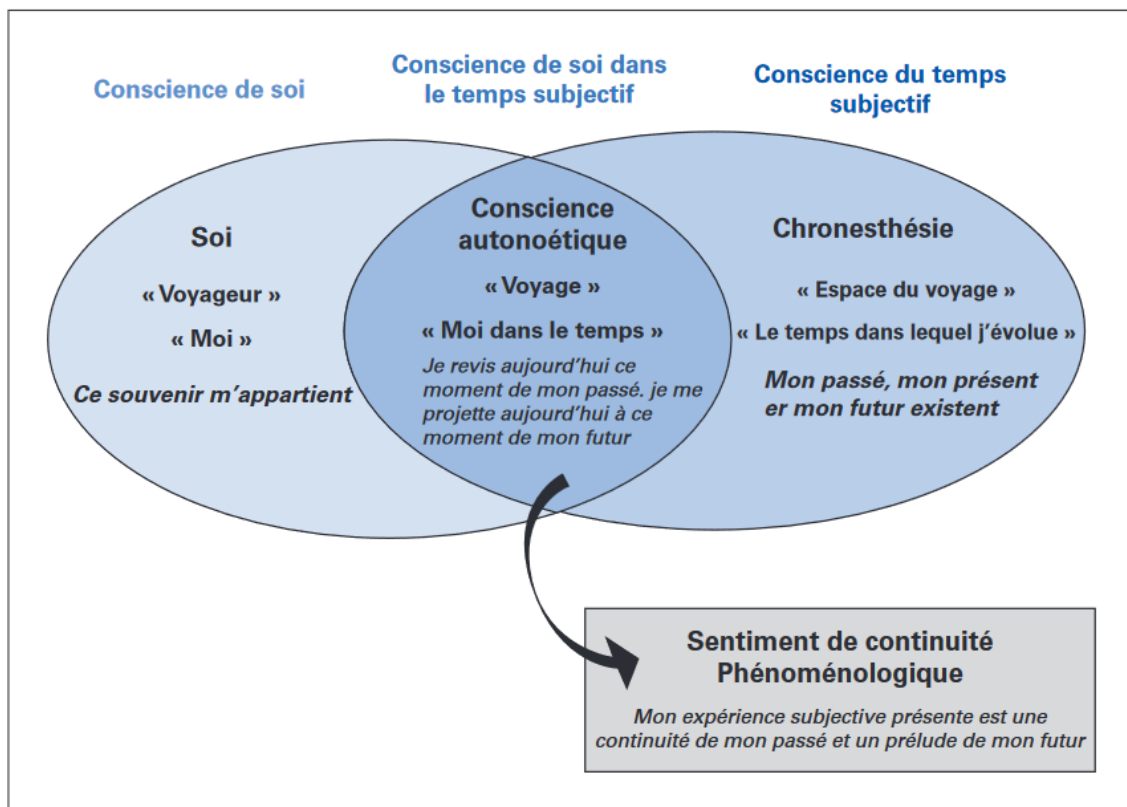 Conscience de soi
Conscience de soi dans
le temps subjectif
Conscience du temps
subjectif
Soi
« Voyageur »
« Moi »
Ce souvenir m’appartient
Conscience
autonoétique
« Voyage »
« Moi dans le temps »
Je revis aujourd’hui ce
moment de mon passé. je me
projette aujourd’hui à ce
moment de mon futur
Chronesthésie
« Espace du voyage »
« Le temps dans lequel j’évolue »
Mon passé, mon présent
er mon futur existent
Sentiment de continuité
Phénoménologique
Mon expérience subjective présente est une
continuité de mon passé et un prélude de mon futur